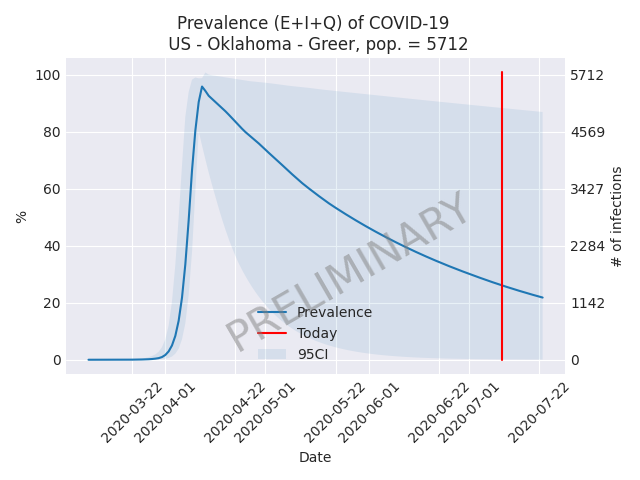 Prevalence (E+I+Q) of COVID-19
US - Oklahoma - Greer, pop. = 5712
%
100
80
60
40
20
0
5712
4569
3427
2284
1142
0
# of infections
PRELIMINARY
Prevalence
Today
95CI
2020-03-22
2020-04-01
2020-04-22
2020-05-01
2020-05-22
2020-06-01
2020-06-22
2020-07-01
2020-07-22
Date